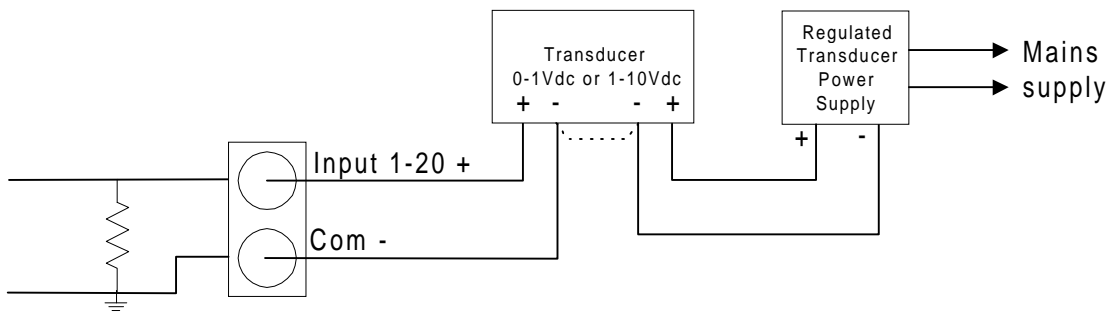 Transducer
0-1Vdc or 1-10Vdc
+ - - +
Regulated
Transducer
Power
Supply
+ -
Mains
supply
Input 1-20 +
Com -